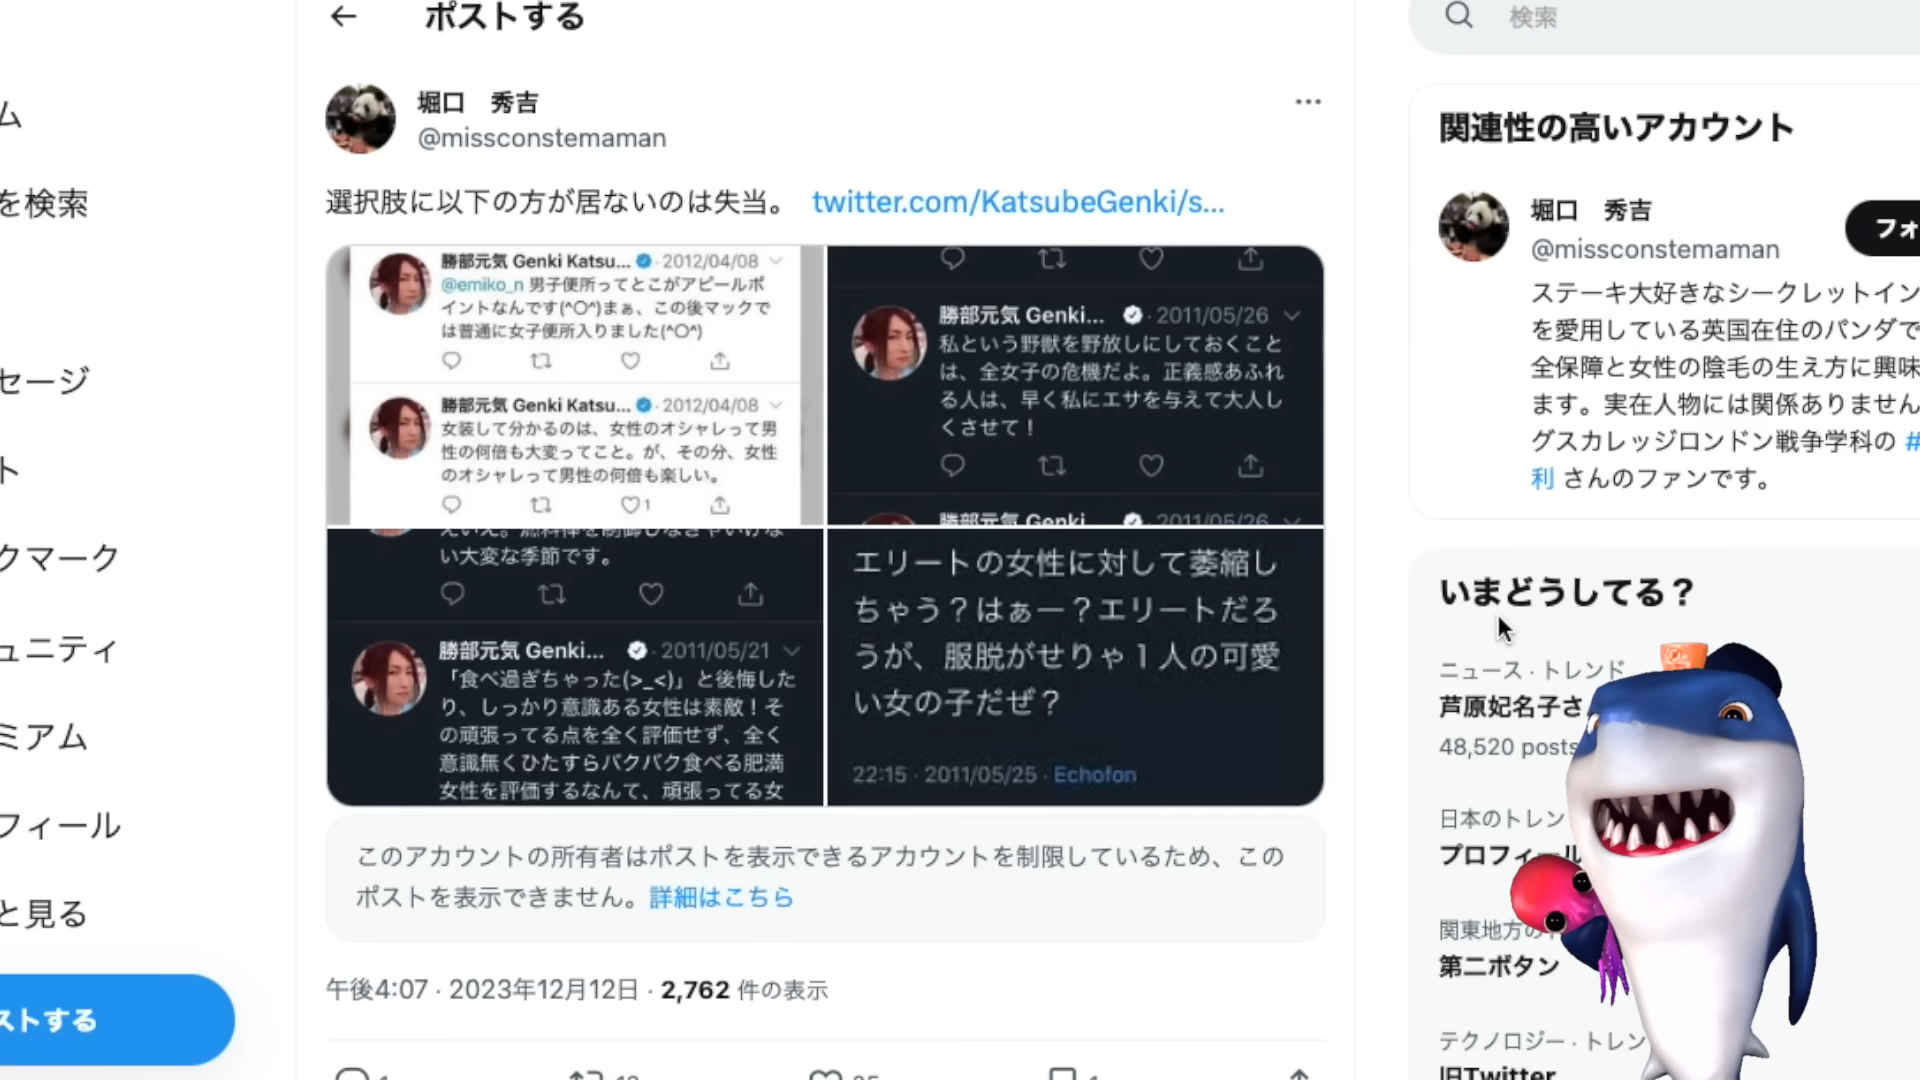 ポストする
検索
堀口　秀吉
@missconstemaman
選択肢に以下の方が居ないのは失当。 twitter.com/KatsubeGenki/s...
勝部元気 Genki Katsu... · 2012/04/08
@emiko_n 男子便所ってとこがアピールポ
イントなんです(^O^)まぁ、この後マックで
は普通に女子便所入りました(^O^)
勝部元気 Genki Katsu... · 2012/04/08
女装して分かるのは、女性のオシャレって男
性の何倍も大変ってこと。が、その分、女性
のオシャレって男性の何倍も楽しい。
1
勝部元気 Genki... · 2011/05/26
私という野獣を野放しにしておくこと
は、全女子の危機だよ。正義感あふれ
る人は、早く私にエサを与えて大人し
くさせて！
勝部元気 Genki · 2011/05/26
い大変な季節です。
勝部元気 Genki... · 2011/05/21
「食べ過ぎちゃった(>_<)」と後悔した
り、しっかり意識ある女性は素敵！そ
の頑張ってる点を全く評価せず、全く
意識無くひたすらバクバク食べる肥満
女性を評価するなんて、頑張ってる女
エリートの女性に対して萎縮し
ちゃう？はぁー？エリートだろ
うが、服脱がせりゃ１人の可愛
い女の子だぜ？
22:15 · 2011/05/25 · Echofon
このアカウントの所有者はポストを表示できるアカウントを制限しているため、この
ポストを表示できません。詳細はこちら
午後4:07 · 2023年12月12日 · 2,762 件の表示
ム
を検索
セージ
ト
クマーク
ュニティ
ミアム
フィール
と見る
ストする
関連性の高いアカウント
堀口　秀吉
@missconstemaman
フォ
ステーキ大好きなシークレットイン
を愛用している英国在住のパンダで
全保障と女性の陰毛の生え方に興味
ます。実在人物には関係ありません
グスカレッジロンドン戦争学科の #
利 さんのファンです。
いまどうしてる？
ニュース · トレンド
芦原妃名子さ
48,520 posts
日本のトレン
プロフィール
関東地方の
第二ボタン
テクノロジー · トレン
旧Twitter